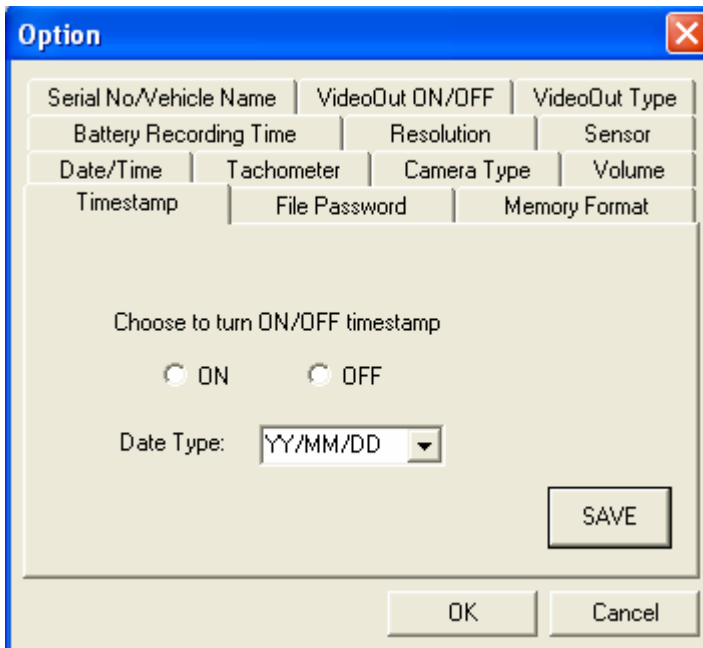 Option
Serial No/Vehicle Name VideoOut ON/OFF VideoOut Type
Battery Recording Time Resolution Sensor
Date/Time Tachometer Camera Type Volume
Timestamp File Password Memory Format
Choose to turn ON/OFF timestamp
ON OFF
Date Type: YY/MM/DD
SAVE
OK Cancel